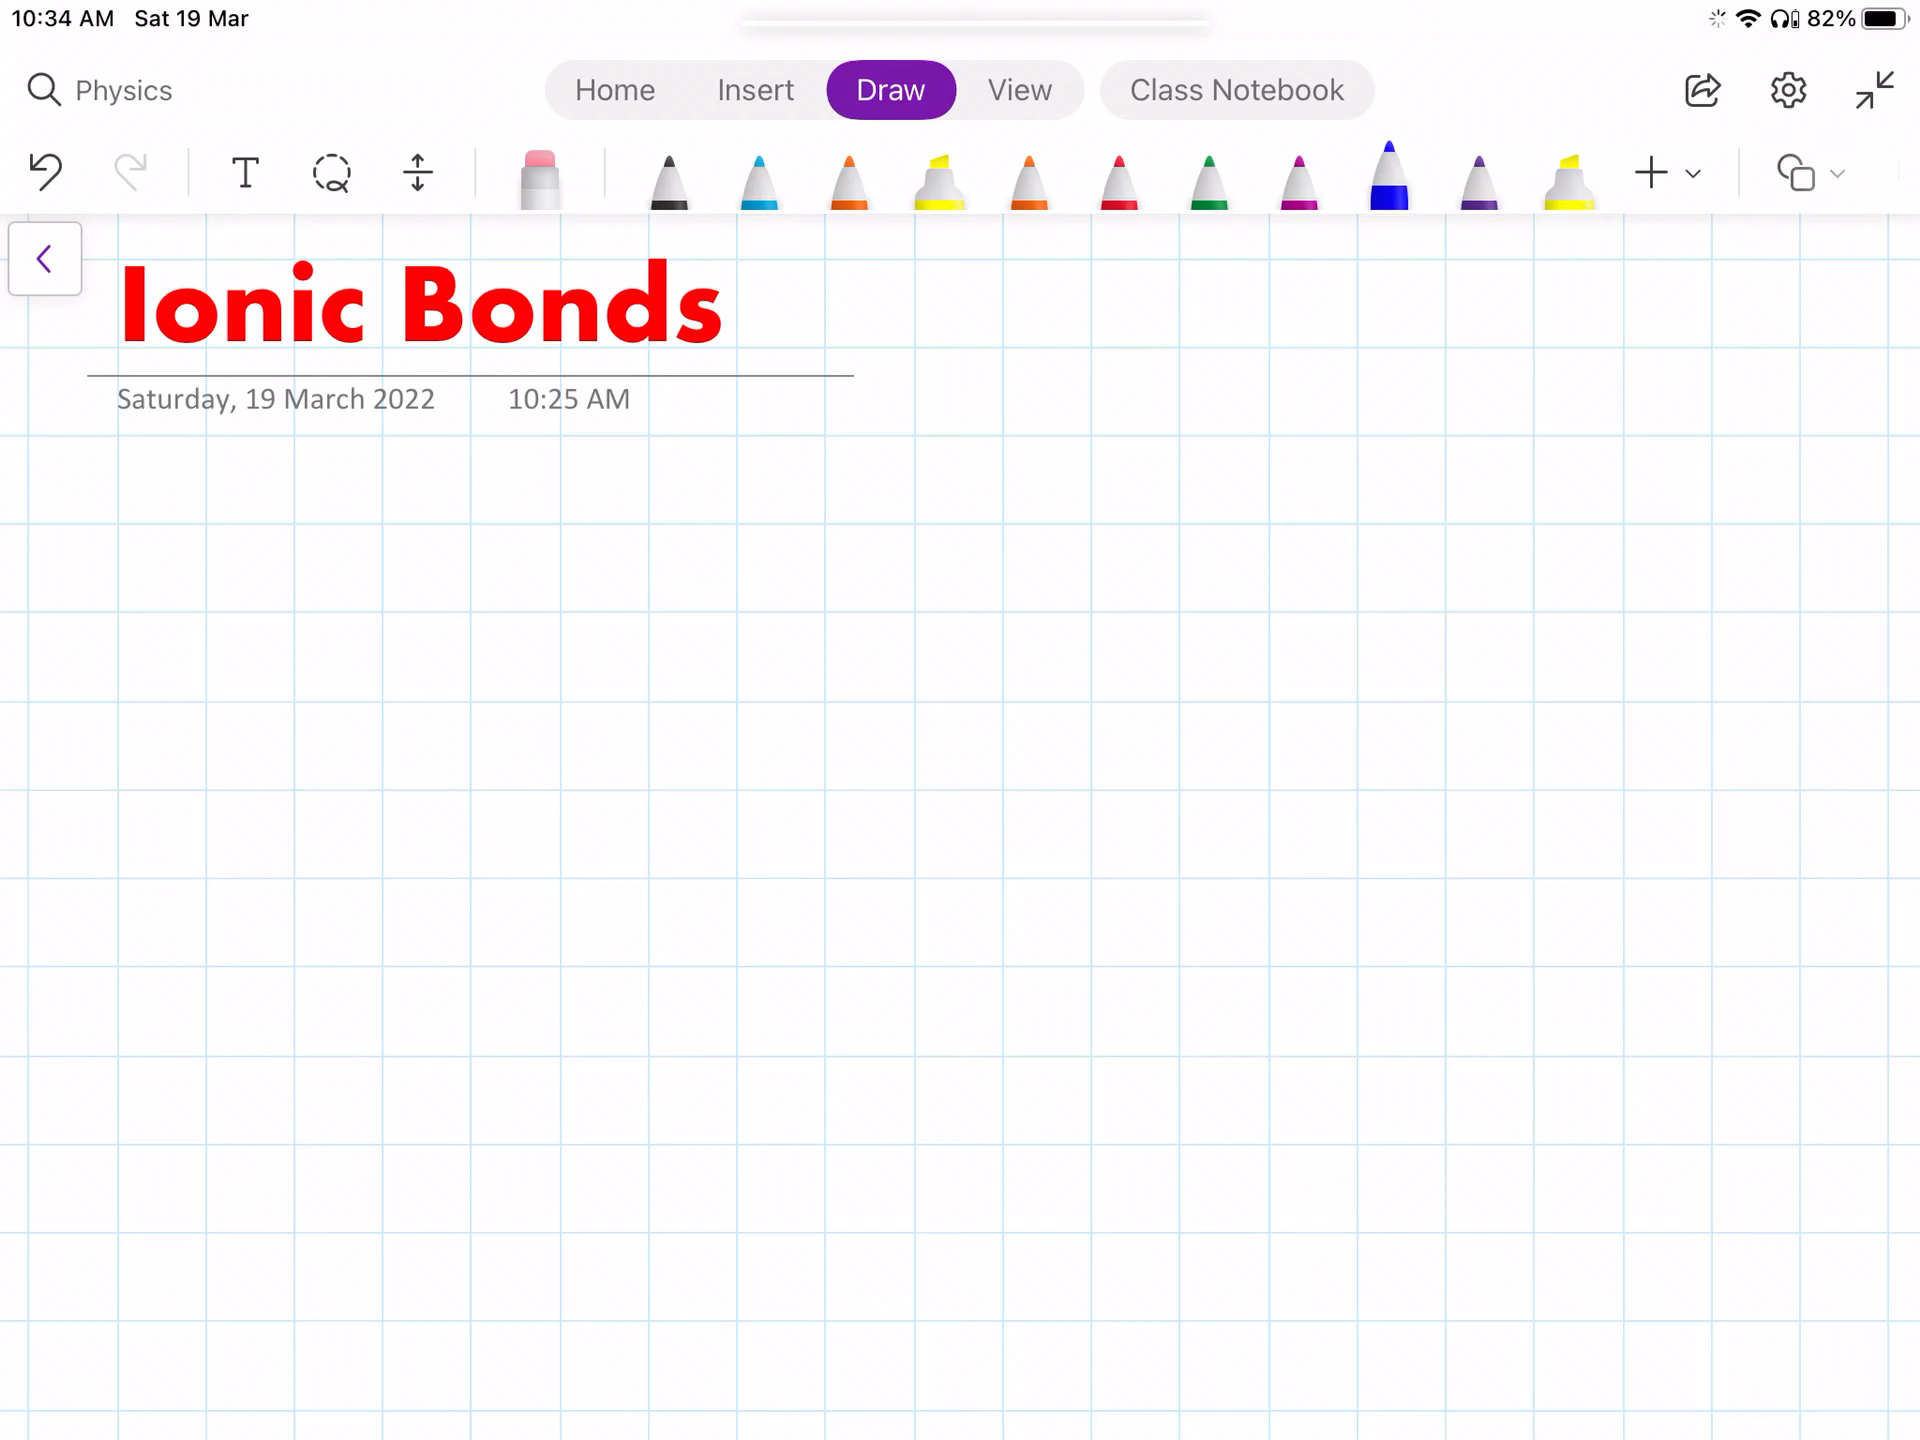 10:34 AM Sat 19 Mar 82%
Physics Home Insert Draw View Class Notebook
T
Ionic Bonds
Saturday, 19 March 2022 10:25 AM